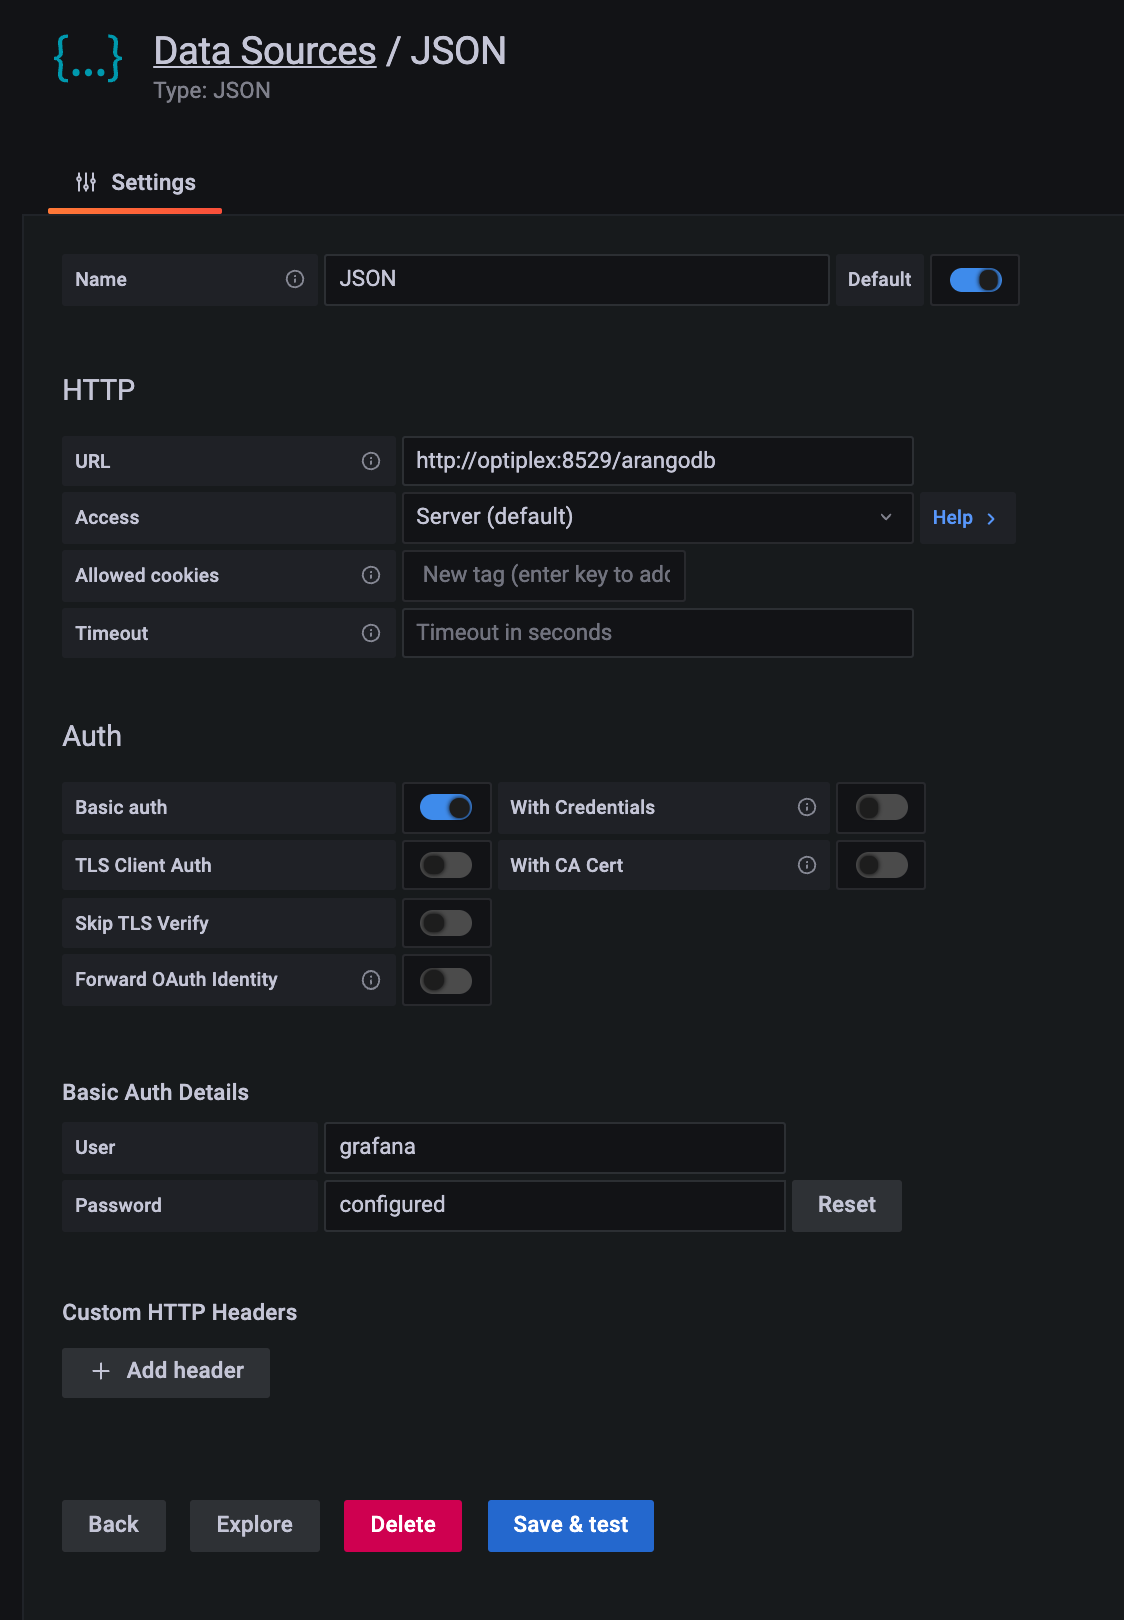 {...} Data Sources / JSON
Type: JSON
Settings
Name JSON Default
HTTP
URL http://optiplex:8529/arangodb
Access Server (default) Help >
Allowed cookies New tag (enter key to add
Timeout Timeout in seconds
Auth
Basic auth With Credentials
TLS Client Auth With CA Cert
Skip TLS Verify
Forward OAuth Identity
Basic Auth Details
User grafana
Password configured Reset
Custom HTTP Headers
+ Add header
Back Explore Delete Save & test